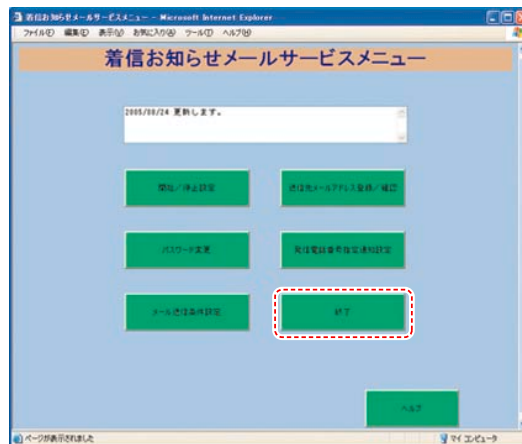 着信お知らせメールサービスメニュー - Microsoft Internet Explorer
ファイル(F) 編集(E) 表示(V) お気に入り(A) ツール(T) ヘルプ(H)
着信お知らせメールサービスメニュー
2005/08/24 更新します。
開始／停止設定 送信先メールアドレス登録／確認
パスワード変更 発信電話番号指定通知設定
メール送信条件設定 終了
ヘルプ
ページが表示されました マイ コンピュータ